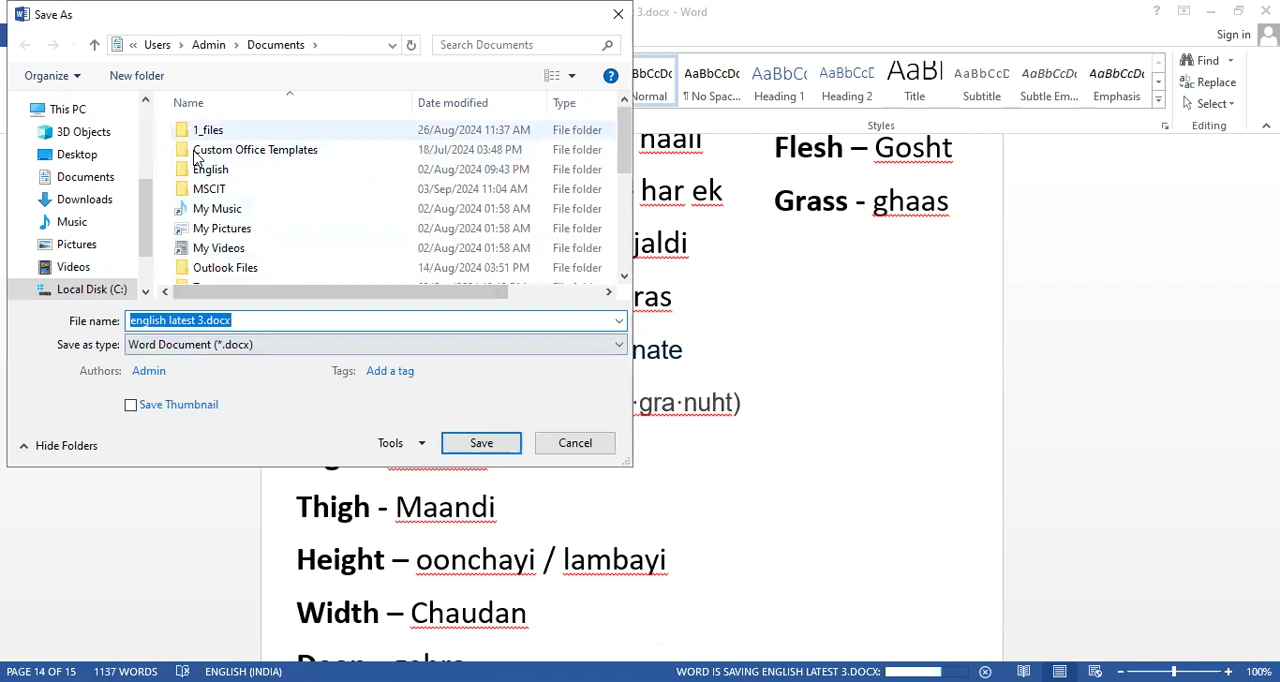 Save As
3.docx - Word
Sign in
« Users > Admin > Documents >
Search Documents
Organize
New folder
Find
Replace
Select
Editing
Normal
¶ No Spac...
AaBbCcDc
Heading 1
Heading 2
Title
Subtitle
AaBbCcD
Subtle Em...
Emphasis
Styles
Name
Date modified
Type
This PC
3D Objects
Desktop
Documents
Downloads
Music
Pictures
Videos
Local Disk (C:)
1_files 26/Aug/2024 11:37 AM File folder
Custom Office Templates 18/Jul/2024 03:48 PM File folder
English 02/Aug/2024 09:43 PM File folder
MSCIT 03/Sep/2024 11:04 AM File folder
My Music 02/Aug/2024 01:58 AM File folder
My Pictures 02/Aug/2024 01:58 AM File folder
My Videos 02/Aug/2024 01:58 AM File folder
Outlook Files 14/Aug/2024 03:51 PM File folder
File name: english latest 3.docx
Save as type: Word Document (*.docx)
Authors: Admin
Tags: Add a tag
Save Thumbnail
Hide Folders
Tools
Save
Cancel
har ek
jaldi
ras
nate
·gra·nuht)
Flesh – Gosht
Grass - ghaas
Thigh - Maandi
Height – oonchayi / lambayi
Width – Chaudan
PAGE 14 OF 15
1137 WORDS
ENGLISH (INDIA)
WORD IS SAVING ENGLISH LATEST 3.DOCX:
100%